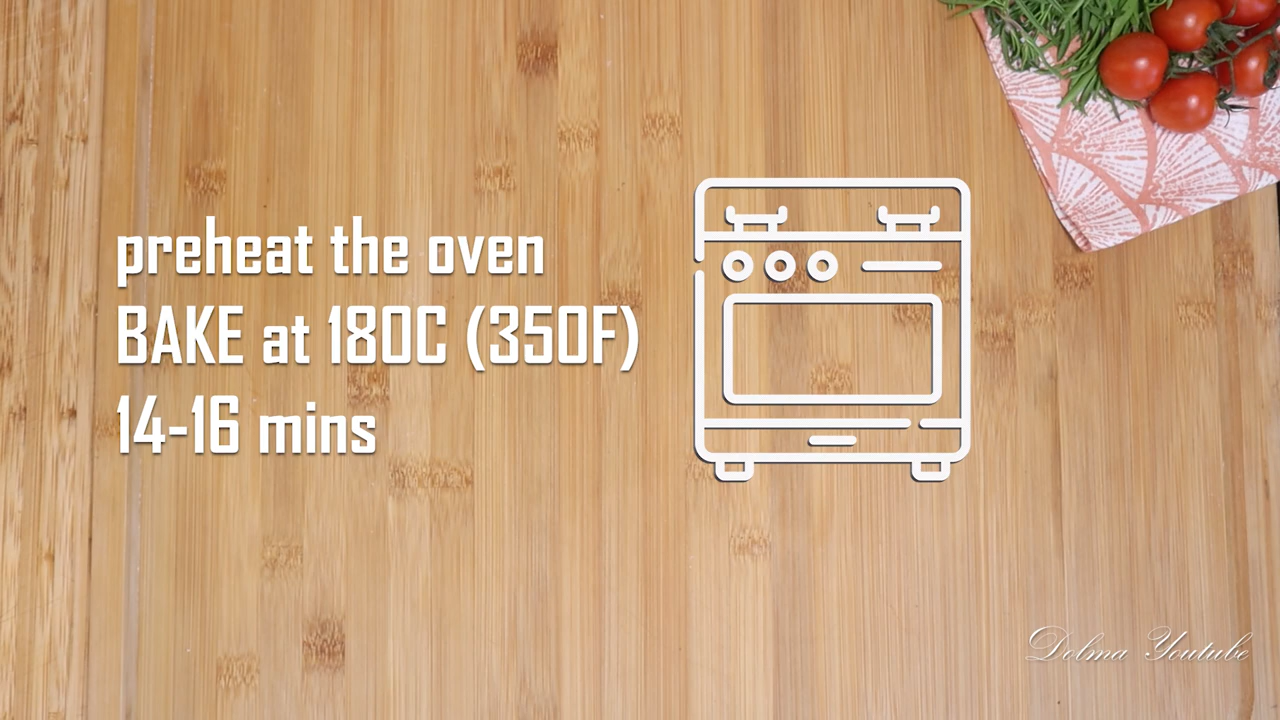 preheat the oven
BAKE at 180C (350F)
14-16 mins
Dolma Youtube